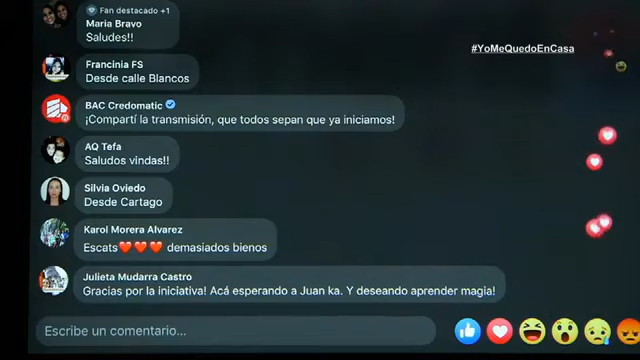 Fan destacado +1
Maria Bravo
Saludes!!
#YoMeQuedoEnCasa
Francinia FS
Desde calle Blancos
BAC Credomatic
¡Compartí la transmisión, que todos sepan que ya iniciamos!
AQ Tefa
Saludos vindas!!
Silvia Oviedo
Desde Cartago
Karol Morera Alvarez
Escats❤❤❤ demasiados bienos
Julieta Mudarra Castro
Gracias por la iniciativa! Acá esperando a Juan ka. Y deseando aprender magia!
Escribe un comentario...